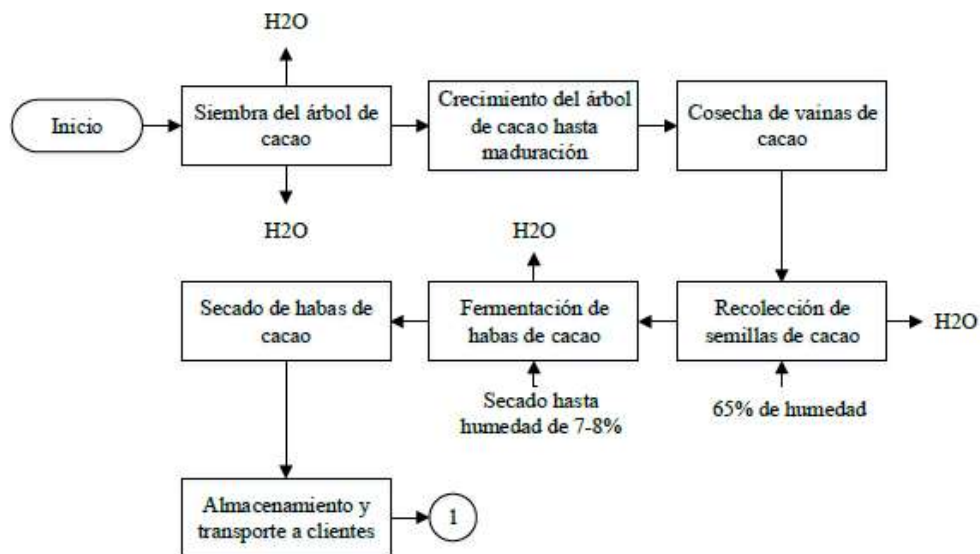 H2O
Inicio
Siembra del árbol de
cacao
Crecimiento del árbol
de cacao hasta
maduración
Cosecha de vainas de
cacao
H2O
H2O
Secado de habas de
cacao
Fermentación de
habas de cacao
Recolección de
semillas de cacao
H2O
Secado hasta
humedad de 7-8%
65% de humedad
Almacenamiento y
transporte a clientes
1